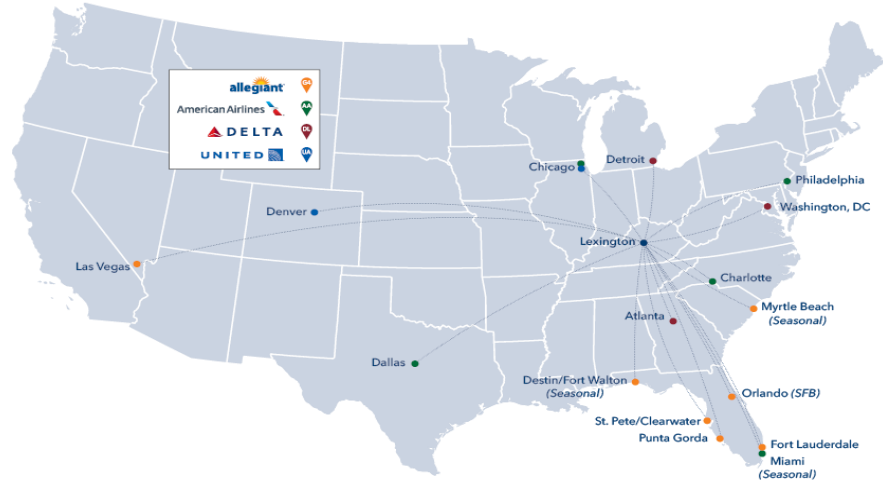 allegiant G4
American Airlines AA
DELTA DL
UNITED UA
Chicago
Detroit
Philadelphia
Washington, DC
Denver
Lexington
Las Vegas
Charlotte
Myrtle Beach
(Seasonal)
Atlanta
Dallas
Destin/Fort Walton
(Seasonal)
Orlando (SFB)
St. Pete/Clearwater
Punta Gorda
Fort Lauderdale
Miami
(Seasonal)